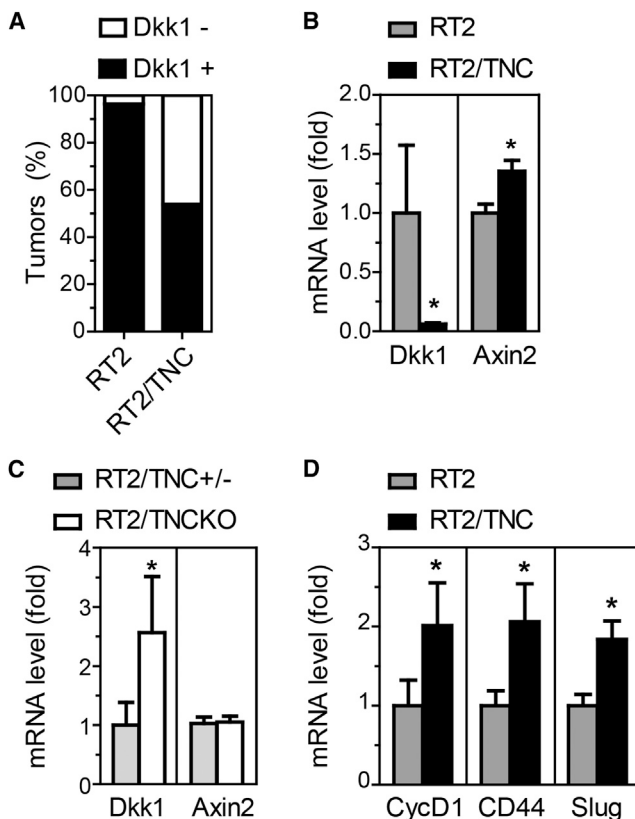 A
Dkk1 -
Dkk1 +
Tumors (%)
100
80
60
40
20
0
RT2
RT2/TNC
B
RT2
RT2/TNC
mRNA level (fold)
2.0
1.5
1.0
0.5
0.0
*
*
Dkk1
Axin2
C
RT2/TNC+/-
RT2/TNCKO
mRNA level (fold)
4
3
2
1
0
*
Dkk1
Axin2
D
RT2
RT2/TNC
mRNA level (fold)
3
2
1
0
*
*
*
CycD1
CD44
Slug